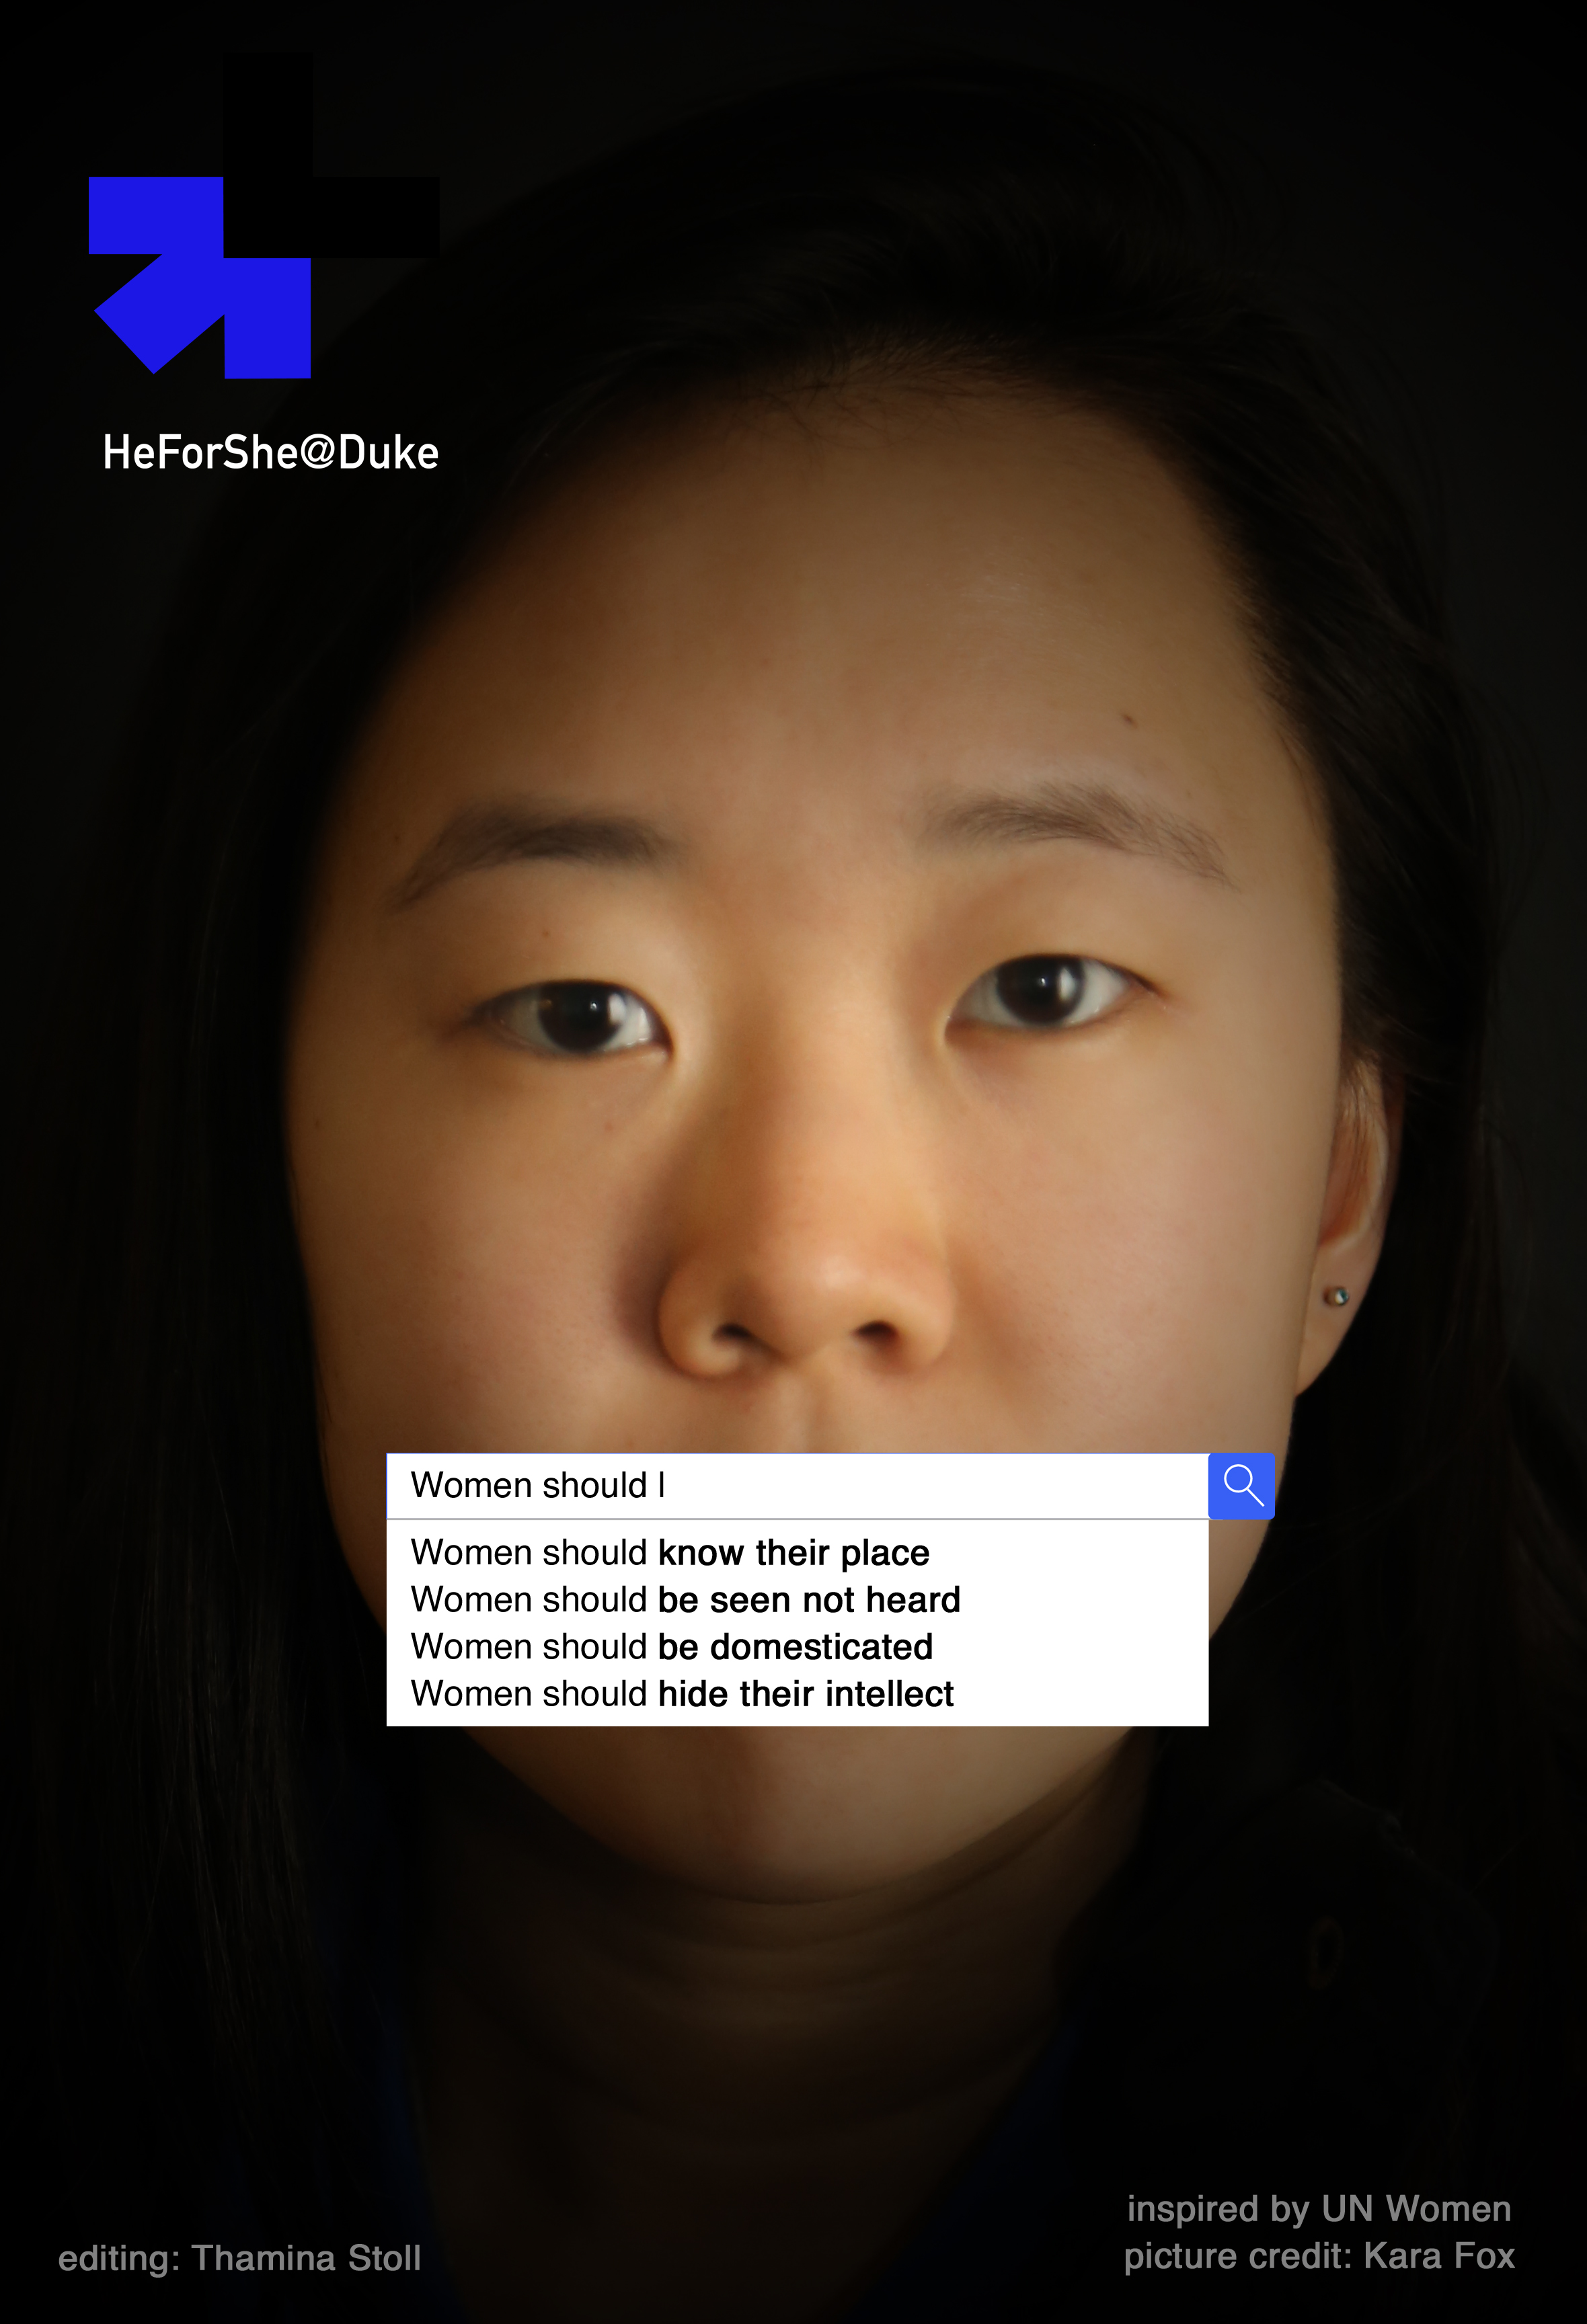 HeForShe@Duke
Women should |
Women should know their place
Women should be seen not heard
Women should be domesticated
Women should hide their intellect
inspired by UN Women
editing: Thamina Stoll
picture credit: Kara Fox